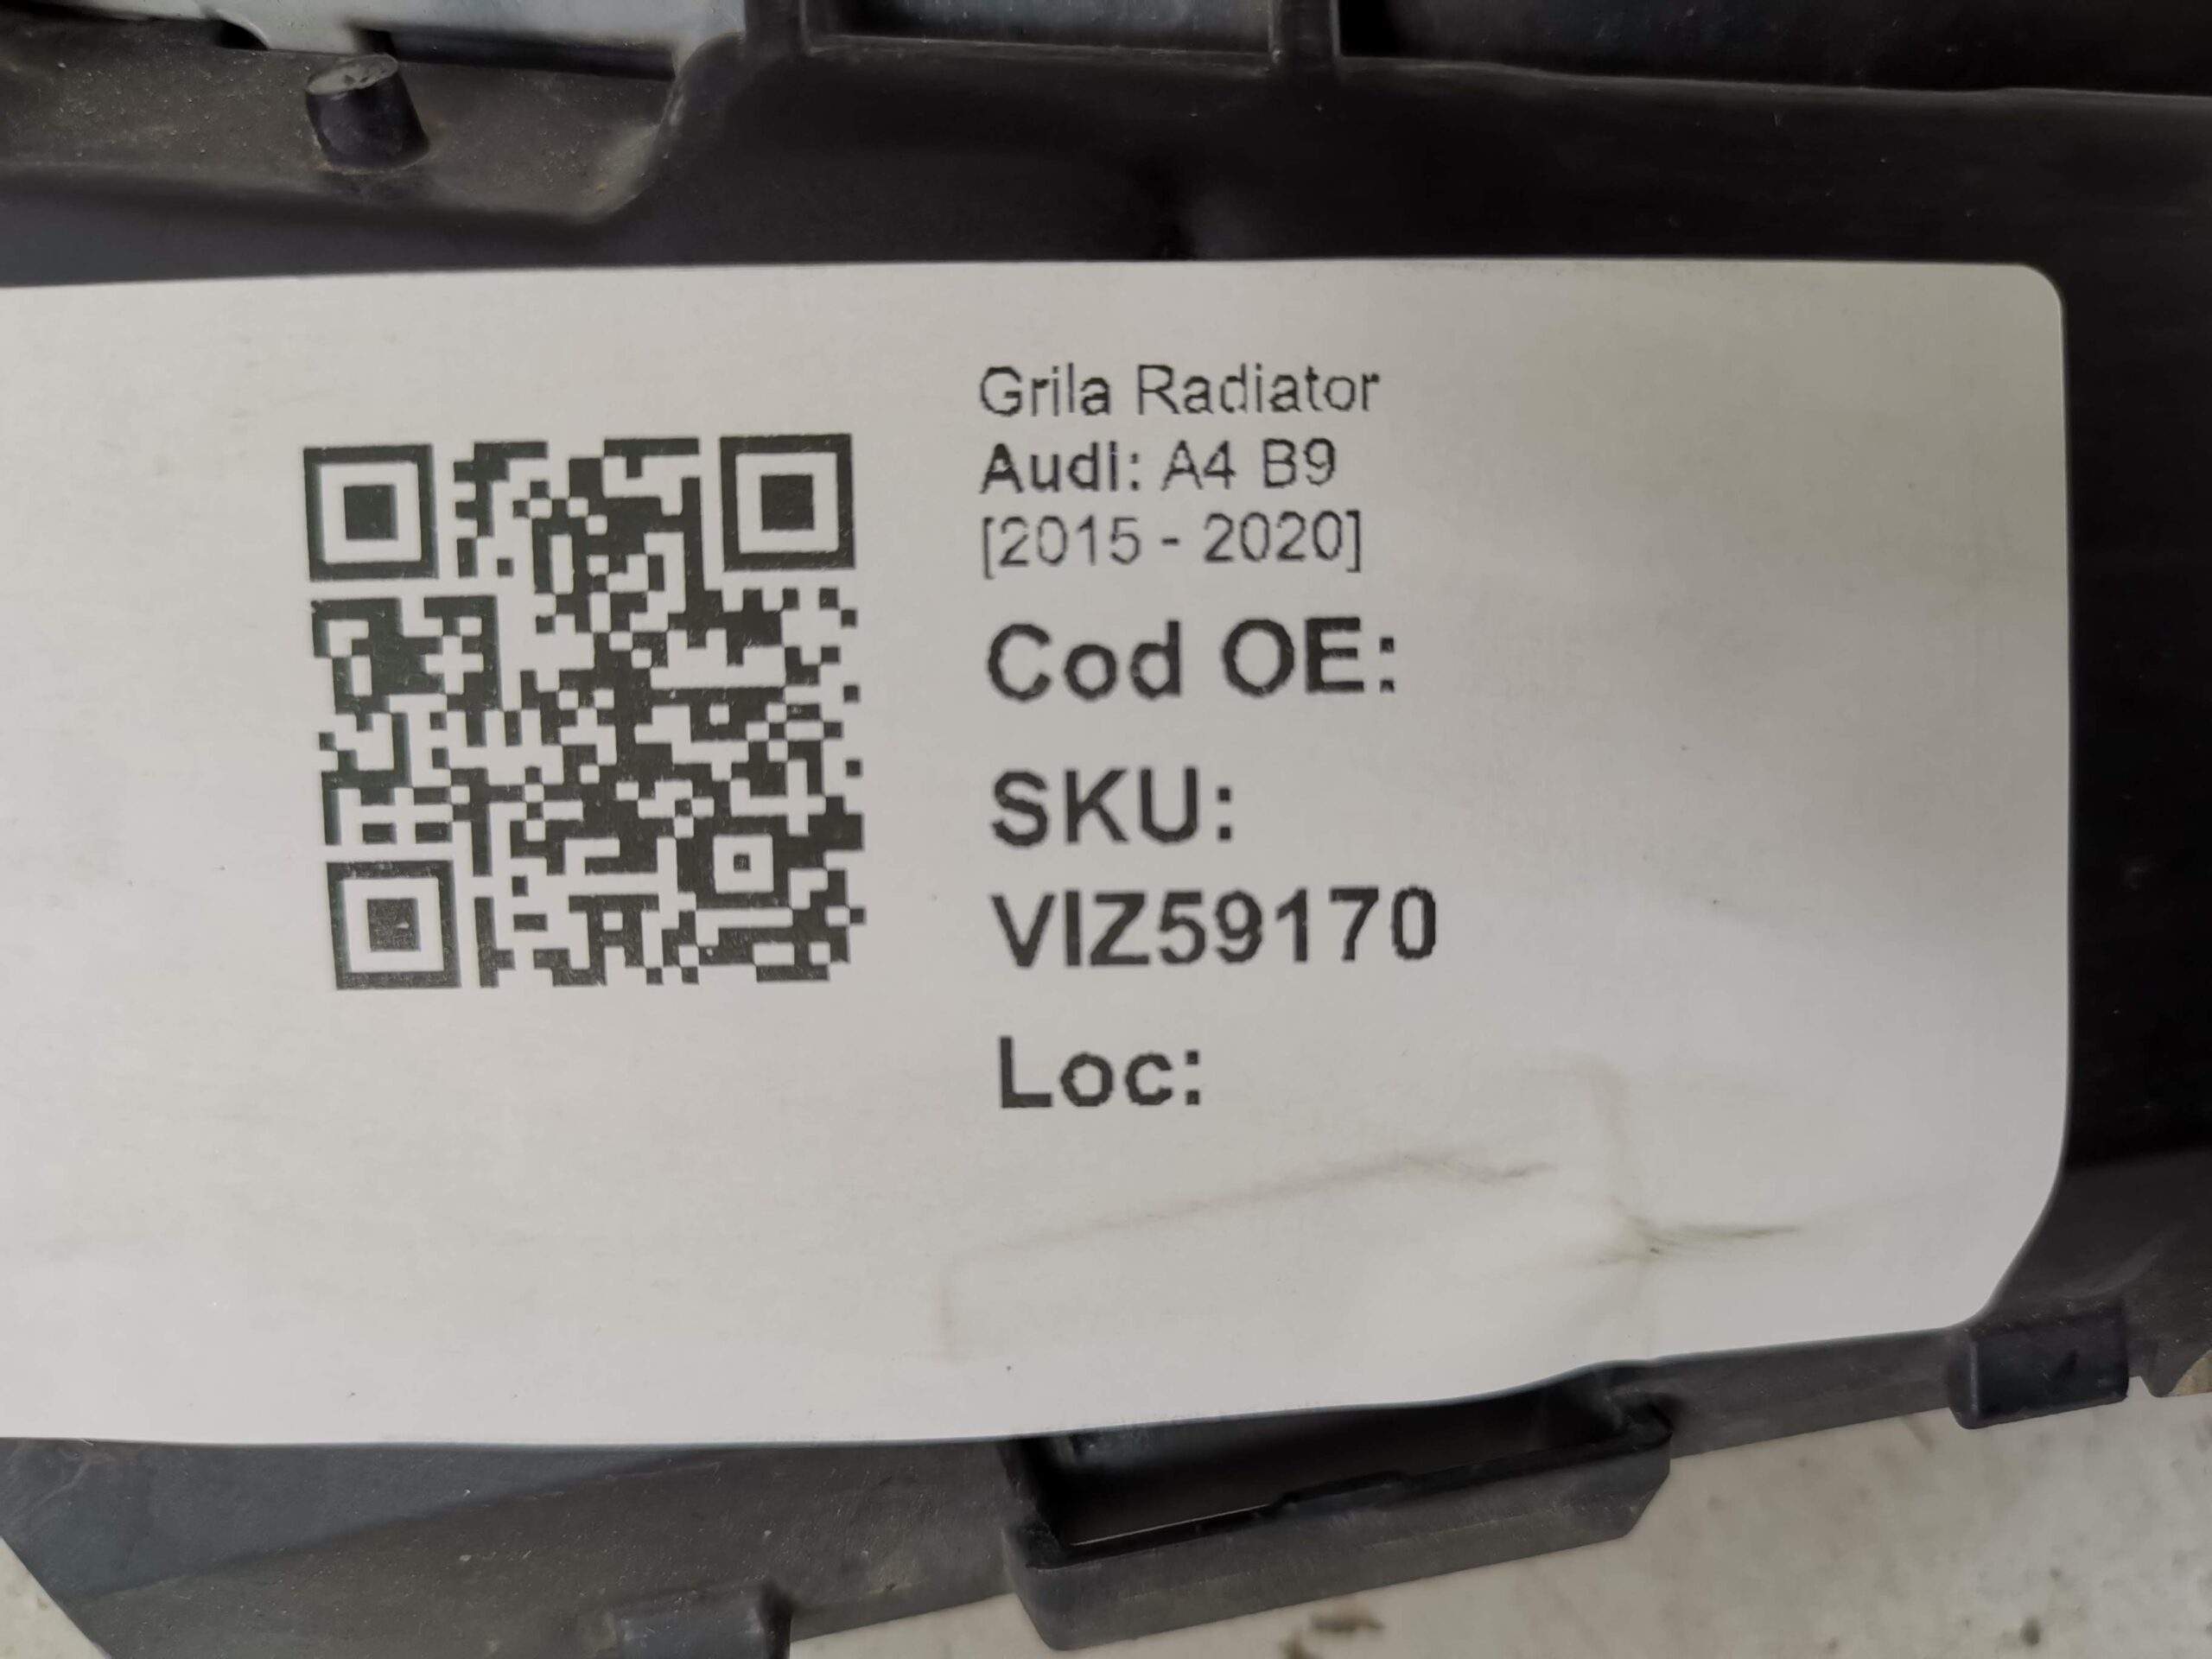 Grila Radiator
Audi: A4 B9
[2015 - 2020]
Cod OE:
SKU:
VIZ59170
Loc: